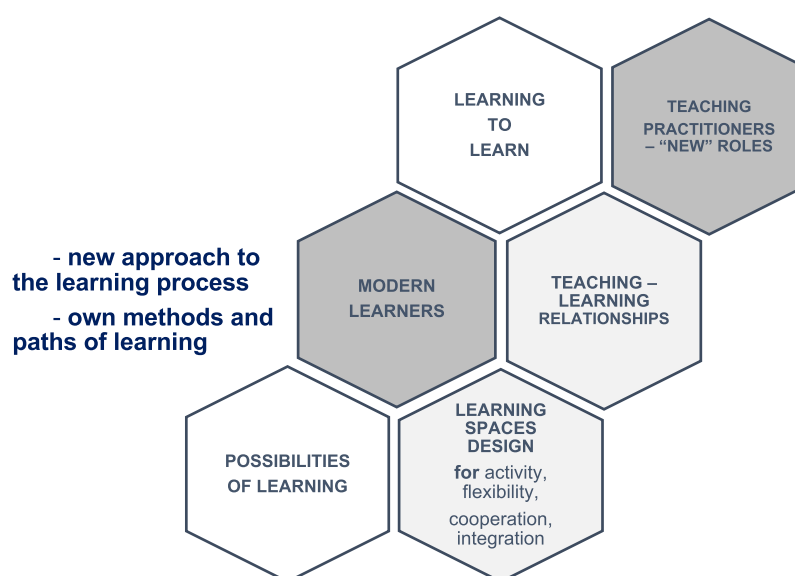 LEARNING
TO
LEARN
TEACHING
PRACTITIONERS
– “NEW” ROLES
- new approach to
the learning process
- own methods and
paths of learning
MODERN
LEARNERS
TEACHING –
LEARNING
RELATIONSHIPS
POSSIBILITIES
OF LEARNING
LEARNING
SPACES
DESIGN
for activity,
flexibility,
cooperation,
integration